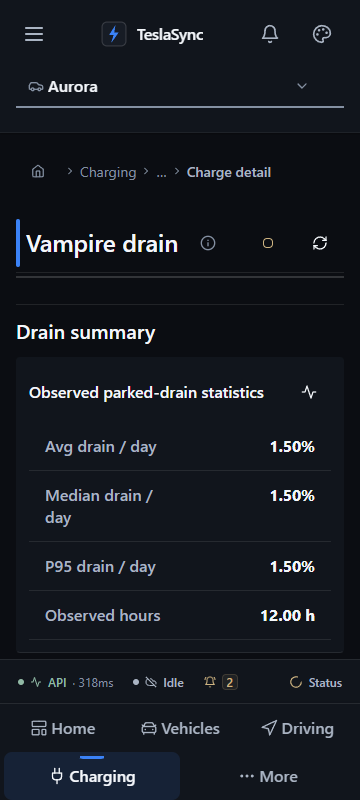 TeslaSync
Aurora
Charging
...
Charge detail
Vampire drain
Drain summary
Observed parked-drain statistics
Avg drain / day 1.50%
Median drain / day 1.50%
P95 drain / day 1.50%
Observed hours 12.00 h
API · 318ms Idle 2 Status
Home Vehicles Driving
Charging More